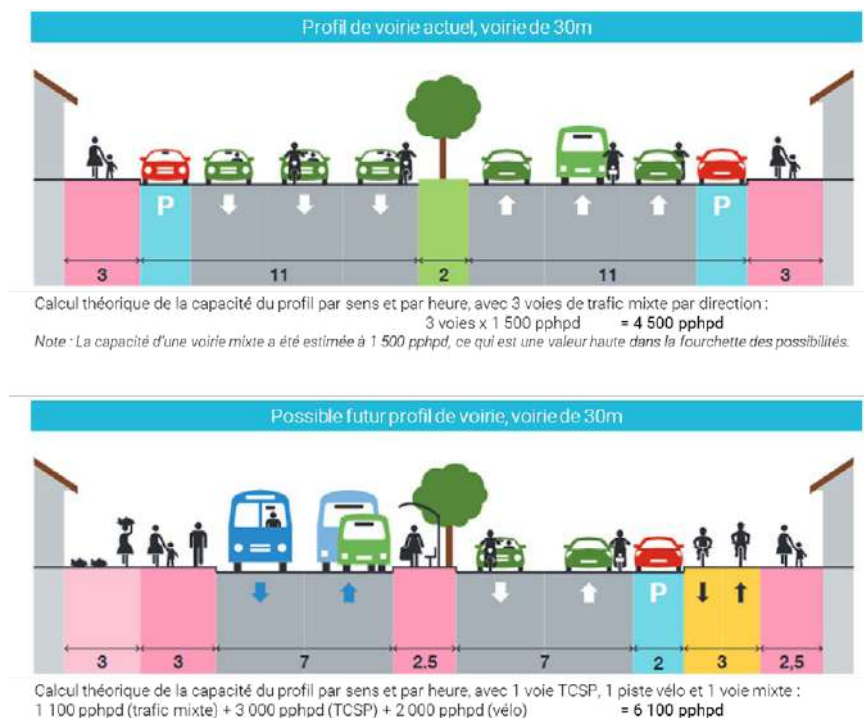 Profil de voirie actuel, voirie de 30m
P P
3 11 2 11 3
Calcul théorique de la capacité du profil par sens et par heure, avec 3 voies de trafic mixte par direction :
3 voies x 1 500 pphpd = 4 500 pphpd
Note : La capacité d'une voirie mixte a été estimée à 1 500 pphpd, ce qui est une valeur haute dans la fourchette des possibilités.
Possible futur profil de voirie, voirie de 30m
P
3 3 7 2.5 7 2 3 2,5
Calcul théorique de la capacité du profil par sens et par heure, avec 1 voie TCSP, 1 piste vélo et 1 voie mixte :
1 100 pphpd (trafic mixte) + 3 000 pphpd (TCSP) + 2 000 pphpd (vélo) = 6 100 pphpd